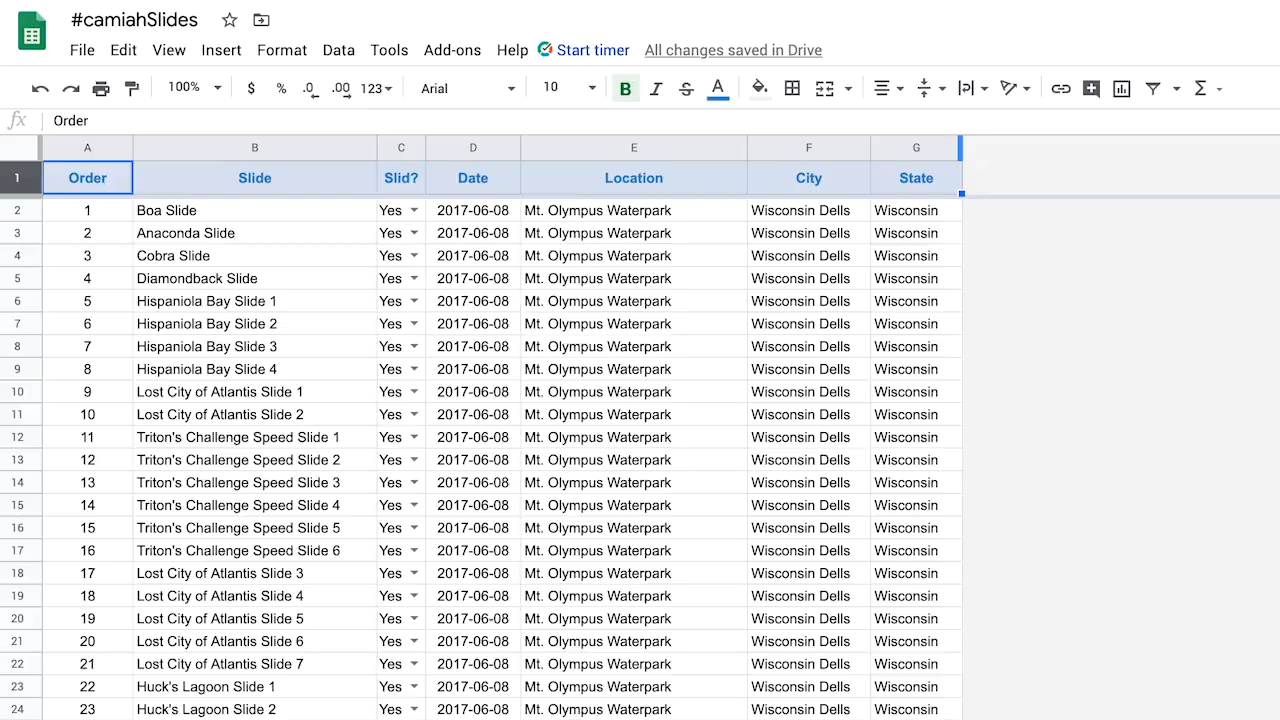 #camiahSlides
File Edit View Insert Format Data Tools Add-ons Help Start timer All changes saved in Drive
100% $ % .0 .00 123 Arial 10 B I S A Σ
fx Order
A B C D E F G
1 Order Slide Slid? Date Location City State
2 1 Boa Slide Yes 2017-06-08 Mt. Olympus Waterpark Wisconsin Dells Wisconsin
3 2 Anaconda Slide Yes 2017-06-08 Mt. Olympus Waterpark Wisconsin Dells Wisconsin
4 3 Cobra Slide Yes 2017-06-08 Mt. Olympus Waterpark Wisconsin Dells Wisconsin
5 4 Diamondback Slide Yes 2017-06-08 Mt. Olympus Waterpark Wisconsin Dells Wisconsin
6 5 Hispaniola Bay Slide 1 Yes 2017-06-08 Mt. Olympus Waterpark Wisconsin Dells Wisconsin
7 6 Hispaniola Bay Slide 2 Yes 2017-06-08 Mt. Olympus Waterpark Wisconsin Dells Wisconsin
8 7 Hispaniola Bay Slide 3 Yes 2017-06-08 Mt. Olympus Waterpark Wisconsin Dells Wisconsin
9 8 Hispaniola Bay Slide 4 Yes 2017-06-08 Mt. Olympus Waterpark Wisconsin Dells Wisconsin
10 9 Lost City of Atlantis Slide 1 Yes 2017-06-08 Mt. Olympus Waterpark Wisconsin Dells Wisconsin
11 10 Lost City of Atlantis Slide 2 Yes 2017-06-08 Mt. Olympus Waterpark Wisconsin Dells Wisconsin
12 11 Triton's Challenge Speed Slide 1 Yes 2017-06-08 Mt. Olympus Waterpark Wisconsin Dells Wisconsin
13 12 Triton's Challenge Speed Slide 2 Yes 2017-06-08 Mt. Olympus Waterpark Wisconsin Dells Wisconsin
14 13 Triton's Challenge Speed Slide 3 Yes 2017-06-08 Mt. Olympus Waterpark Wisconsin Dells Wisconsin
15 14 Triton's Challenge Speed Slide 4 Yes 2017-06-08 Mt. Olympus Waterpark Wisconsin Dells Wisconsin
16 15 Triton's Challenge Speed Slide 5 Yes 2017-06-08 Mt. Olympus Waterpark Wisconsin Dells Wisconsin
17 16 Triton's Challenge Speed Slide 6 Yes 2017-06-08 Mt. Olympus Waterpark Wisconsin Dells Wisconsin
18 17 Lost City of Atlantis Slide 3 Yes 2017-06-08 Mt. Olympus Waterpark Wisconsin Dells Wisconsin
19 18 Lost City of Atlantis Slide 4 Yes 2017-06-08 Mt. Olympus Waterpark Wisconsin Dells Wisconsin
20 19 Lost City of Atlantis Slide 5 Yes 2017-06-08 Mt. Olympus Waterpark Wisconsin Dells Wisconsin
21 20 Lost City of Atlantis Slide 6 Yes 2017-06-08 Mt. Olympus Waterpark Wisconsin Dells Wisconsin
22 21 Lost City of Atlantis Slide 7 Yes 2017-06-08 Mt. Olympus Waterpark Wisconsin Dells Wisconsin
23 22 Huck's Lagoon Slide 1 Yes 2017-06-08 Mt. Olympus Waterpark Wisconsin Dells Wisconsin
24 23 Huck's Lagoon Slide 2 Yes 2017-06-08 Mt. Olympus Waterpark Wisconsin Dells Wisconsin